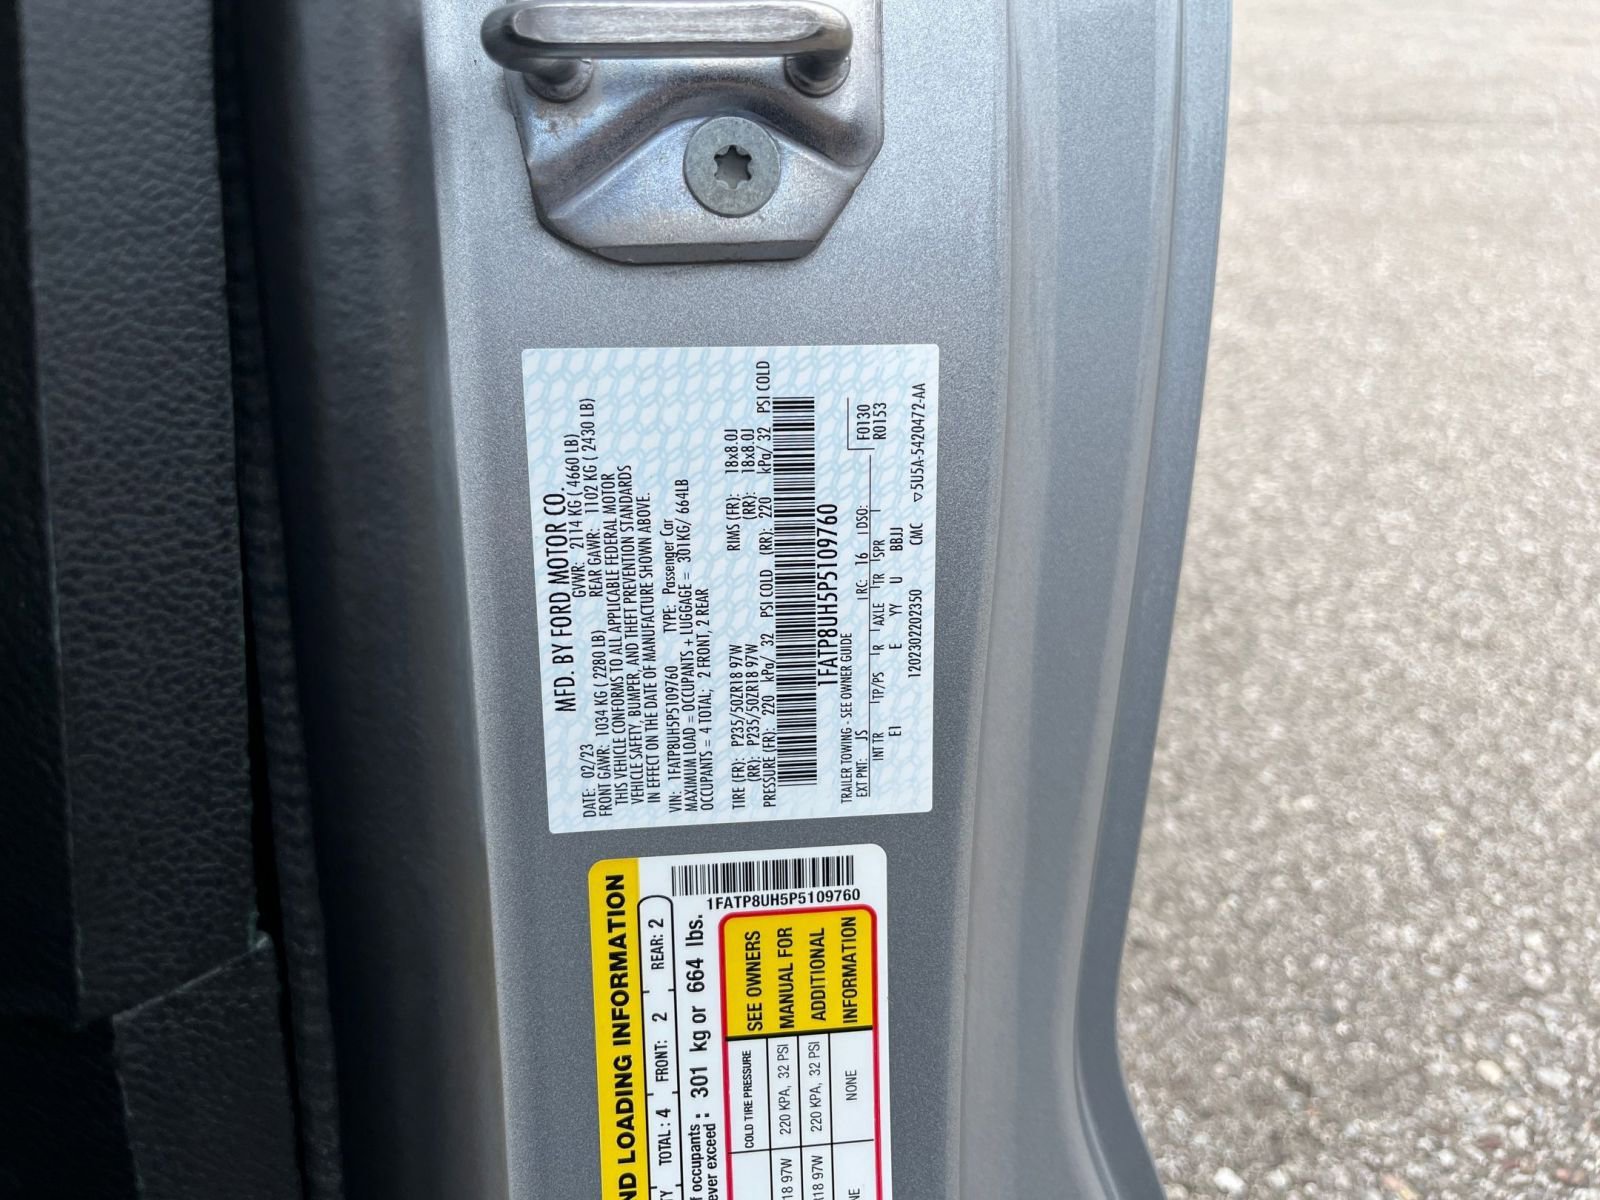 MFD. BY FORD MOTOR CO.
DATE: 02/23 GVWR: 2114 KG ( 4660 LB)
FRONT GAWR: 1034 KG ( 2280 LB) REAR GAWR: 1102 KG ( 2430 LB)
THIS VEHICLE CONFORMS TO ALL APPLICABLE FEDERAL MOTOR
VEHICLE SAFETY, BUMPER, AND THEFT PREVENTION STANDARDS
IN EFFECT ON THE DATE OF MANUFACTURE SHOWN ABOVE.
VIN: 1FATP8UH5P5109760 TYPE: Passenger Car
MAXIMUM LOAD = OCCUPANTS + LUGGAGE = 301KG/ 664LB
OCCUPANTS = 4 TOTAL; 2 FRONT, 2 REAR
TIRE (FR): P235/50ZR18 97W RIMS (FR): 18x8.0J
(RR): P235/50ZR18 97W (RR): 18x8.0J
PRESSURE (FR): 220 kPa/ 32 PSI COLD (RR): 220 kPa/ 32 PSI COLD
1FATP8UH5P5109760
TRAILER TOWING - SEE OWNER GUIDE
EXT PNT: JS RC: 16 DSO: F0130
INT TR TP/PS R AXLE TR SPR R0153
EI E YY U BBJJ
1202302202350 CMC ▽5U5A-5420472-AA
ND LOADING INFORMATION
TOTAL: 4 FRONT: 2 REAR: 2
f occupants : 301 kg or 664 lbs.
ever exceed
1FATP8UH5P5109760
COLD TIRE PRESSURE
220 KPA, 32 PSI
220 KPA, 32 PSI
NONE
18 97W
18 97W
NE
SEE OWNERS
MANUAL FOR
ADDITIONAL
INFORMATION